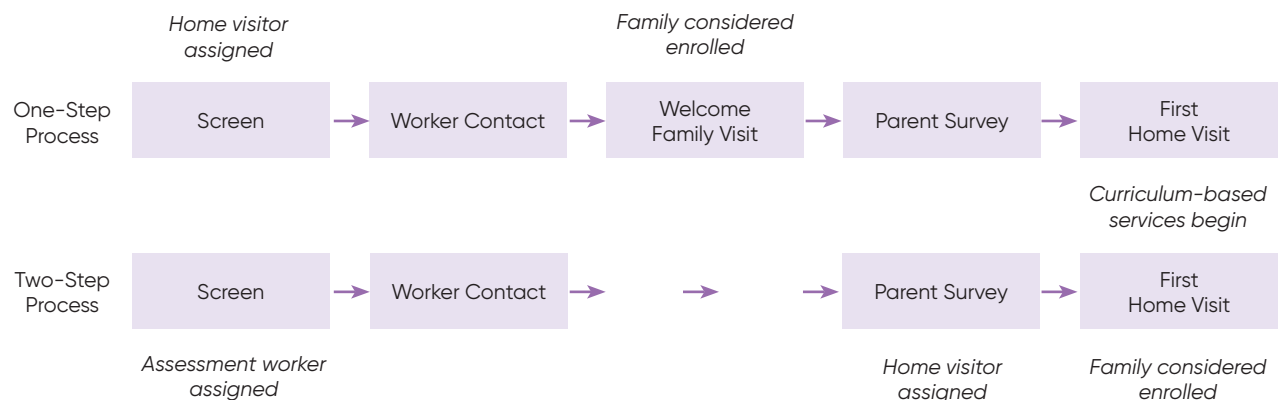 Home visitor
assigned
Family considered
enrolled
One-Step
Process
Screen
Worker Contact
Welcome
Family Visit
Parent Survey
First
Home Visit
Curriculum-based
services begin
Two-Step
Process
Screen
Worker Contact
Parent Survey
First
Home Visit
Assessment worker
assigned
Home visitor
assigned
Family considered
enrolled